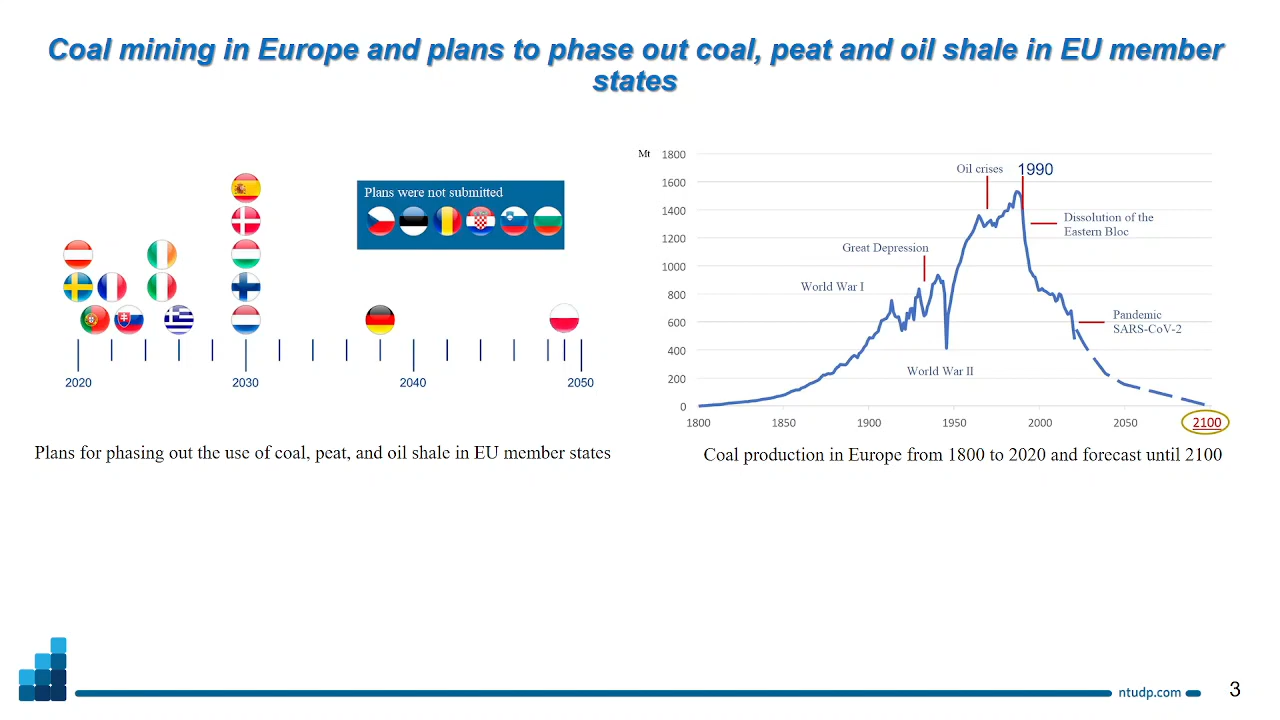 Coal mining in Europe and plans to phase out coal, peat and oil shale in EU member
states
Plans were not submitted
2020
2030
2040
2050
Plans for phasing out the use of coal, peat, and oil shale in EU member states
Mt
1800
1600
1400
1200
1000
800
600
400
200
0
Oil crises
1990
Dissolution of the
Eastern Bloc
Great Depression
World War I
Pandemic
SARS-CoV-2
World War II
1800
1850
1900
1950
2000
2050
2100
Coal production in Europe from 1800 to 2020 and forecast until 2100
ntudp.com
3